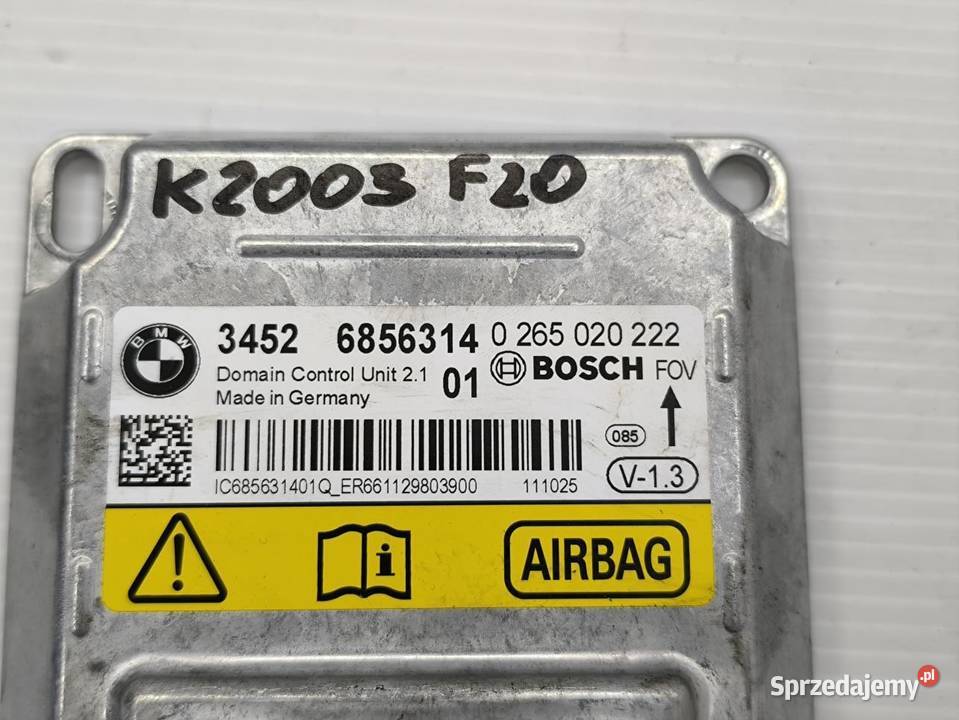 K2003 F20
BMW
3452 6856314 0 265 020 222
Domain Control Unit 2.1 01 BOSCH FOV
Made in Germany
085
IC685631401Q_ER661129803900 111025
V-1.3
AIRBAG
Sprzedajemy.pl